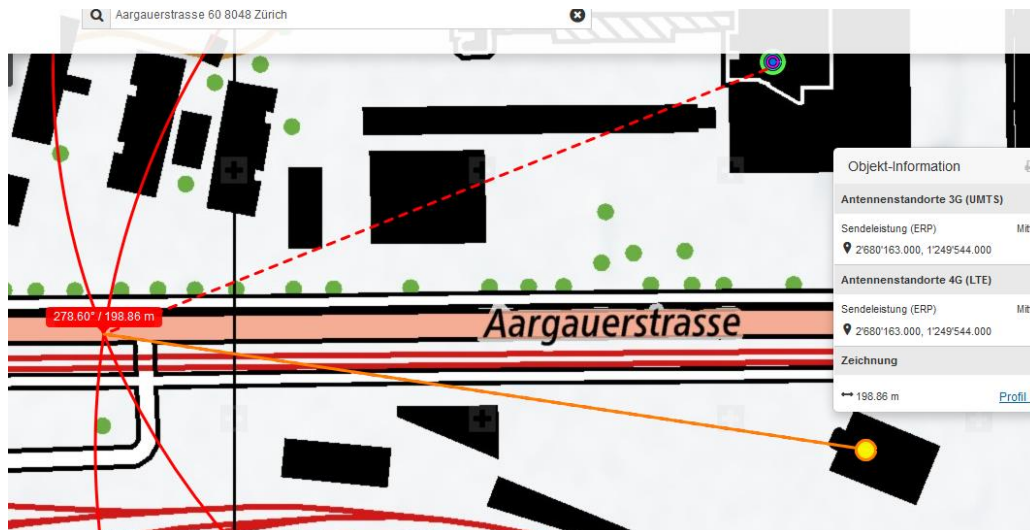 Aargauerstrasse 60 8048 Zürich
Objekt-Information
Antennenstandorte 3G (UMTS)
Sendeleistung (ERP)
2'680'163.000, 1'249'544.000
Antennenstandorte 4G (LTE)
Sendeleistung (ERP)
2'680'163.000, 1'249'544.000
Zeichnung
198.86 m Profil
278.60° / 198.86 m
Aargauerstrasse